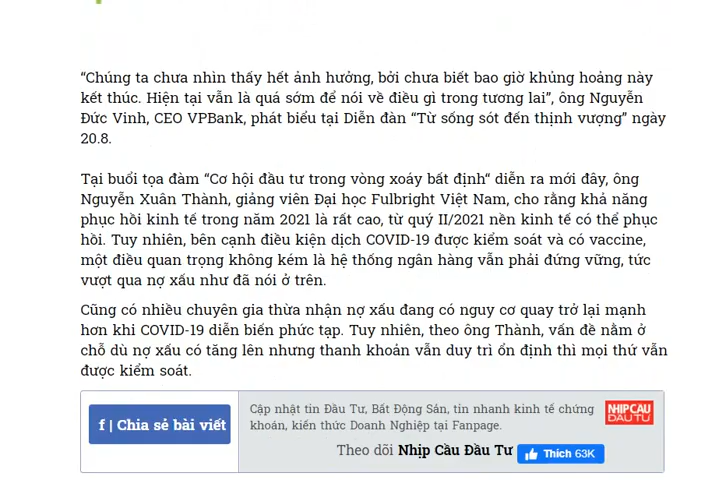 “Chúng ta chưa nhìn thấy hết ảnh hưởng, bởi chưa biết bao giờ khủng hoảng này
kết thúc. Hiện tại vẫn là quá sớm để nói về điều gì trong tương lai”, ông Nguyễn
Đức Vinh, CEO VPBank, phát biểu tại Diễn đàn “Từ sống sót đến thịnh vượng” ngày
20.8.
Tại buổi tọa đàm “Cơ hội đầu tư trong vòng xoáy bất định“ diễn ra mới đây, ông
Nguyễn Xuân Thành, giảng viên Đại học Fulbright Việt Nam, cho rằng khả năng
phục hồi kinh tế trong năm 2021 là rất cao, từ quý II/2021 nền kinh tế có thể phục
hồi. Tuy nhiên, bên cạnh điều kiện dịch COVID-19 được kiểm soát và có vaccine,
một điều quan trọng không kém là hệ thống ngân hàng vẫn phải đứng vững, tức
vượt qua nợ xấu như đã nói ở trên.
Cũng có nhiều chuyên gia thừa nhận nợ xấu đang có nguy cơ quay trở lại mạnh
hơn khi COVID-19 diễn biến phức tạp. Tuy nhiên, theo ông Thành, vấn đề nằm ở
chỗ dù nợ xấu có tăng lên nhưng thanh khoản vẫn duy trì ổn định thì mọi thứ vẫn
được kiểm soát.
f | Chia sẻ bài viết
Cập nhật tin Đầu Tư, Bất Động Sản, tin nhanh kinh tế chứng
khoán, kiến thức Doanh Nghiệp tại Fanpage.
NHỊP CẦU
ĐẦU TƯ
Theo dõi Nhịp Cầu Đầu Tư
Thích 63K